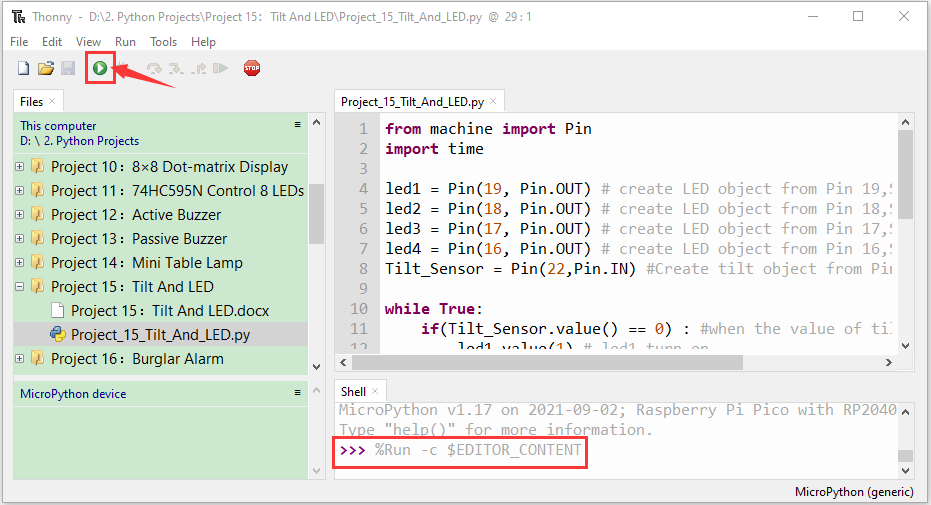 Thonny - D:\2. Python Projects\Project 15：Tilt And LED\Project_15_Tilt_And_LED.py @ 29 : 1
File Edit View Run Tools Help
STOP
Files
This computer
D: \ 2. Python Projects
Project 10：8×8 Dot-matrix Display
Project 11：74HC595N Control 8 LEDs
Project 12：Active Buzzer
Project 13：Passive Buzzer
Project 14：Mini Table Lamp
Project 15：Tilt And LED
Project 15：Tilt And LED.docx
Project_15_Tilt_And_LED.py
Project 16：Burglar Alarm
MicroPython device
Project_15_Tilt_And_LED.py
1 from machine import Pin
2 import time
3
4 led1 = Pin(19, Pin.OUT) # create LED object from Pin 19,S
5 led2 = Pin(18, Pin.OUT) # create LED object from Pin 18,S
6 led3 = Pin(17, Pin.OUT) # create LED object from Pin 17,S
7 led4 = Pin(16, Pin.OUT) # create LED object from Pin 16,S
8 Tilt_Sensor = Pin(22,Pin.IN) #Create tilt object from Pin
9
10 while True:
11 if(Tilt_Sensor.value() == 0) : #when the value of til
12 led1.value(1) # led1 turn on
Shell
MicroPython v1.17 on 2021-09-02; Raspberry Pi Pico with RP2040
Type "help()" for more information.
>>> %Run -c $EDITOR_CONTENT
MicroPython (generic)